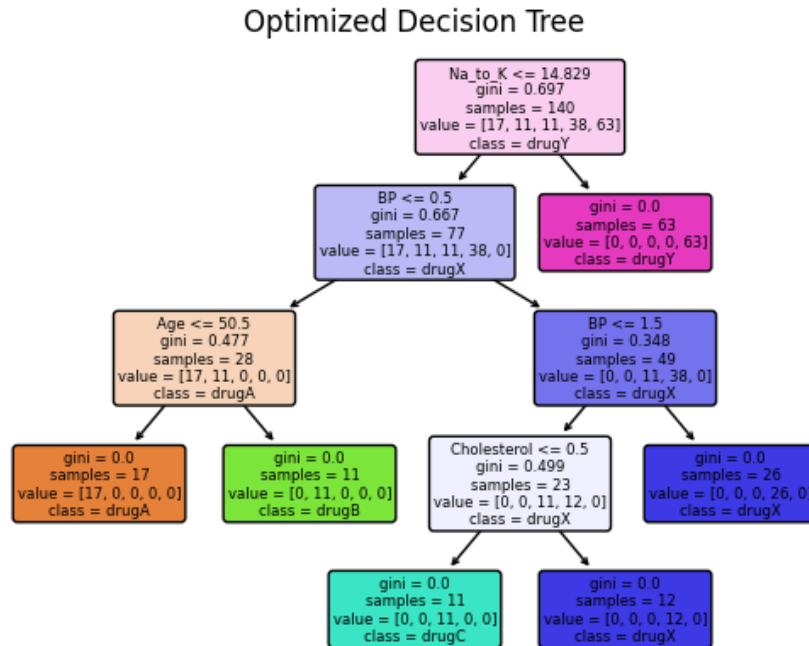 Optimized Decision Tree
Na_to_K <= 14.829
gini = 0.697
samples = 140
value = [17, 11, 11, 38, 63]
class = drugY
BP <= 0.5
gini = 0.667
samples = 77
value = [17, 11, 11, 38, 0]
class = drugX
gini = 0.0
samples = 63
value = [0, 0, 0, 0, 63]
class = drugY
Age <= 50.5
gini = 0.477
samples = 28
value = [17, 11, 0, 0, 0]
class = drugA
BP <= 1.5
gini = 0.348
samples = 49
value = [0, 0, 11, 38, 0]
class = drugX
gini = 0.0
samples = 17
value = [17, 0, 0, 0, 0]
class = drugA
gini = 0.0
samples = 11
value = [0, 11, 0, 0, 0]
class = drugB
Cholesterol <= 0.5
gini = 0.499
samples = 23
value = [0, 0, 11, 12, 0]
class = drugX
gini = 0.0
samples = 26
value = [0, 0, 0, 26, 0]
class = drugX
gini = 0.0
samples = 11
value = [0, 0, 11, 0, 0]
class = drugC
gini = 0.0
samples = 12
value = [0, 0, 0, 12, 0]
class = drugX